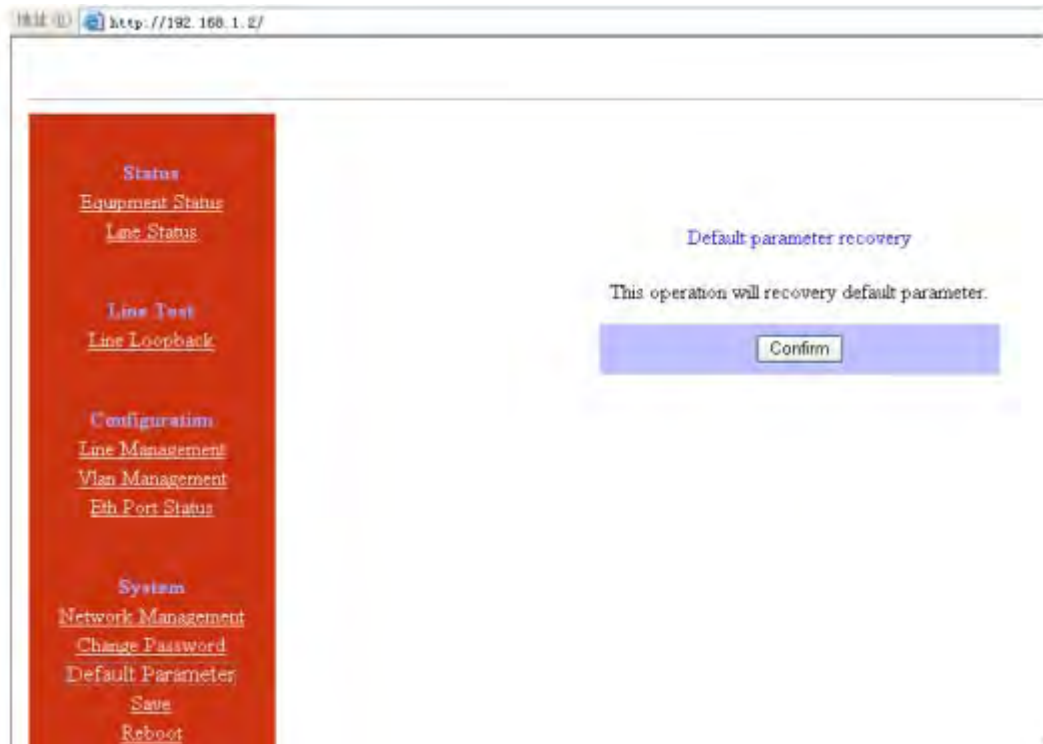 地址(D) http://192.168.1.2/
Status
Equipment Status
Line Status
Line Test
Line Loopback
Configuration
Line Management
Vlan Management
Eth Port Status
System
Network Management
Change Password
Default Parameter
Save
Reboot
Default parameter recovery
This operation will recovery default parameter.
Confirm